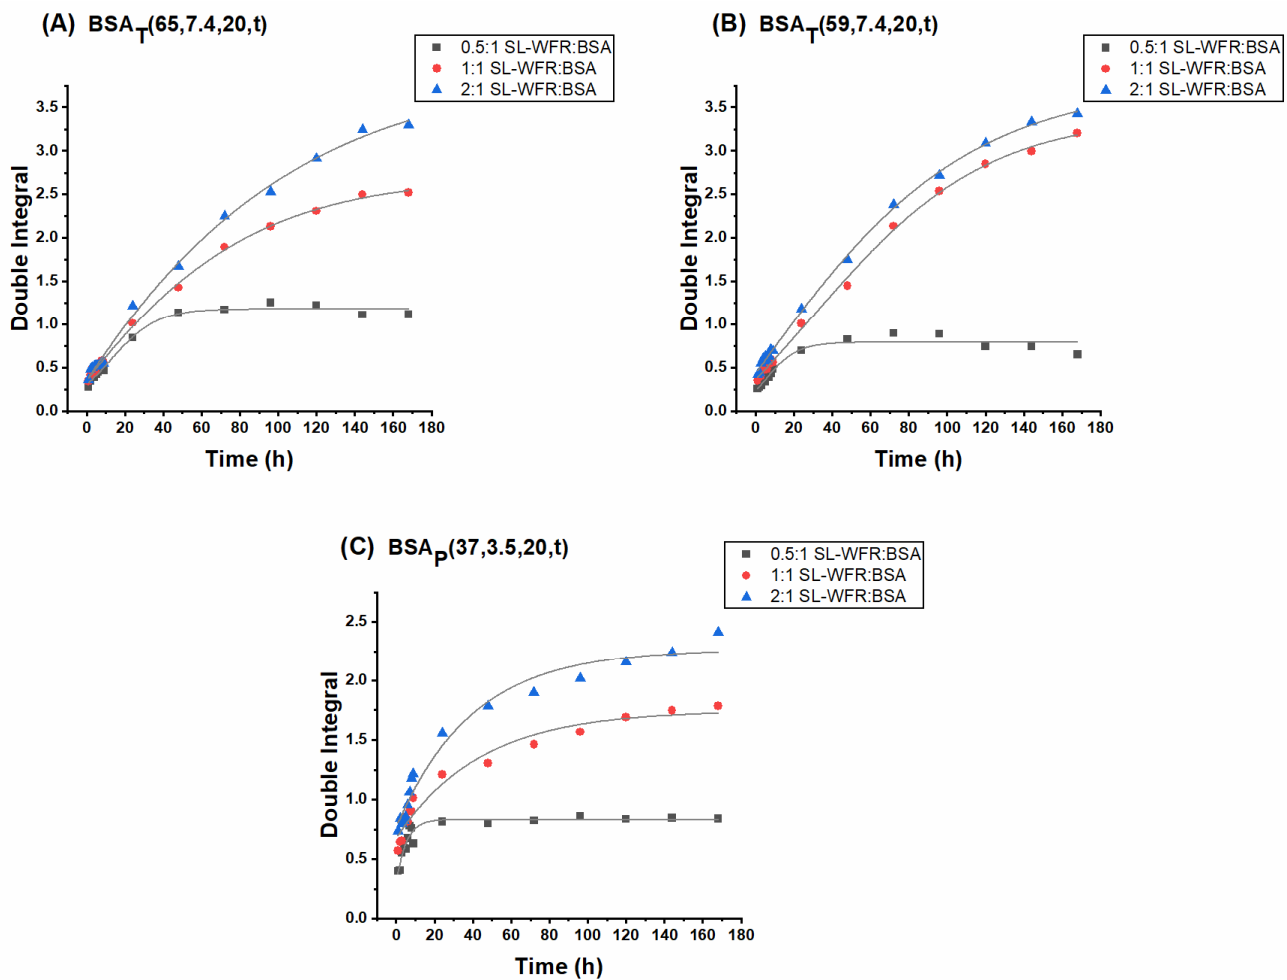 (A) BSA_T(65,7.4,20,t)
0.5:1 SL-WFR:BSA
1:1 SL-WFR:BSA
2:1 SL-WFR:BSA
Double Integral
3.5
3.0
2.5
2.0
1.5
1.0
0.5
0.0
0 20 40 60 80 100 120 140 160 180
Time (h)
(B) BSA_T(59,7.4,20,t)
0.5:1 SL-WFR:BSA
1:1 SL-WFR:BSA
2:1 SL-WFR:BSA
Double Integral
3.5
3.0
2.5
2.0
1.5
1.0
0.5
0.0
0 20 40 60 80 100 120 140 160 180
Time (h)
(C) BSA_P(37,3.5,20,t)
0.5:1 SL-WFR:BSA
1:1 SL-WFR:BSA
2:1 SL-WFR:BSA
Double Integral
2.5
2.0
1.5
1.0
0.5
0.0
0 20 40 60 80 100 120 140 160 180
Time (h)